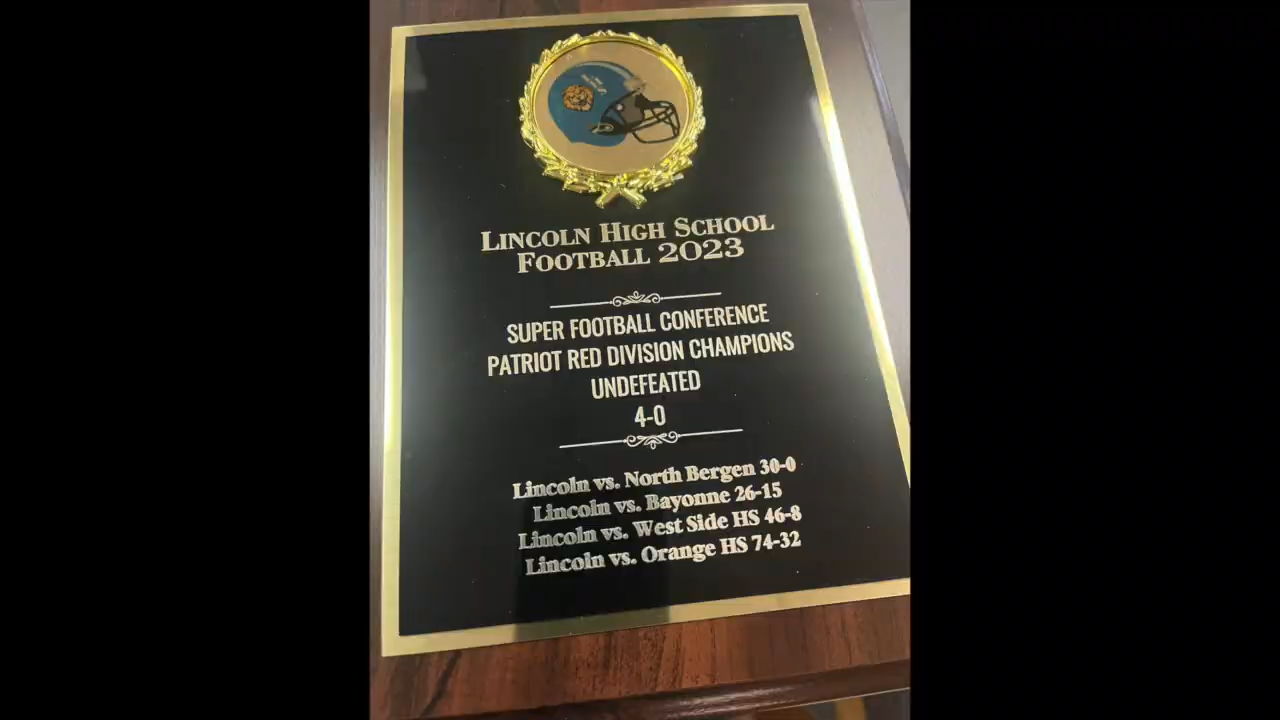 LINCOLN HIGH SCHOOL
FOOTBALL 2023
SUPER FOOTBALL CONFERENCE
PATRIOT RED DIVISION CHAMPIONS
UNDEFEATED
4-0
Lincoln vs. North Bergen 30-0
Lincoln vs. Bayonne 26-15
Lincoln vs. West Side HS 46-8
Lincoln vs. Orange HS 74-32